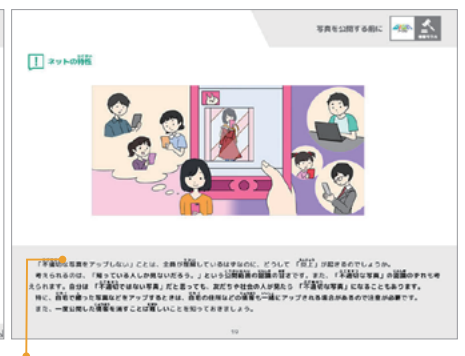 写真を公開する前に
ネットの特性
「不適切な写真をアップしない」ことは、全員が理解しているはずなのに、どうして「炎上」が起きるのでしょうか。
考えられるのは、「知っている人しか見ないだろう。」という公開範囲の認識の甘さです。また、「不適切な写真」の認識のずれも考
えられます。自分は「不適切ではない写真」だと思っても、友だちや社会の人が見たら「不適切な写真」になることもあります。
特に、自宅で撮った写真などをアップするときは、自宅の住所などの情報も一緒にアップされる場合があるので注意が必要です。
また、一度公開した情報を消すことは難しいことを知っておきましょう。